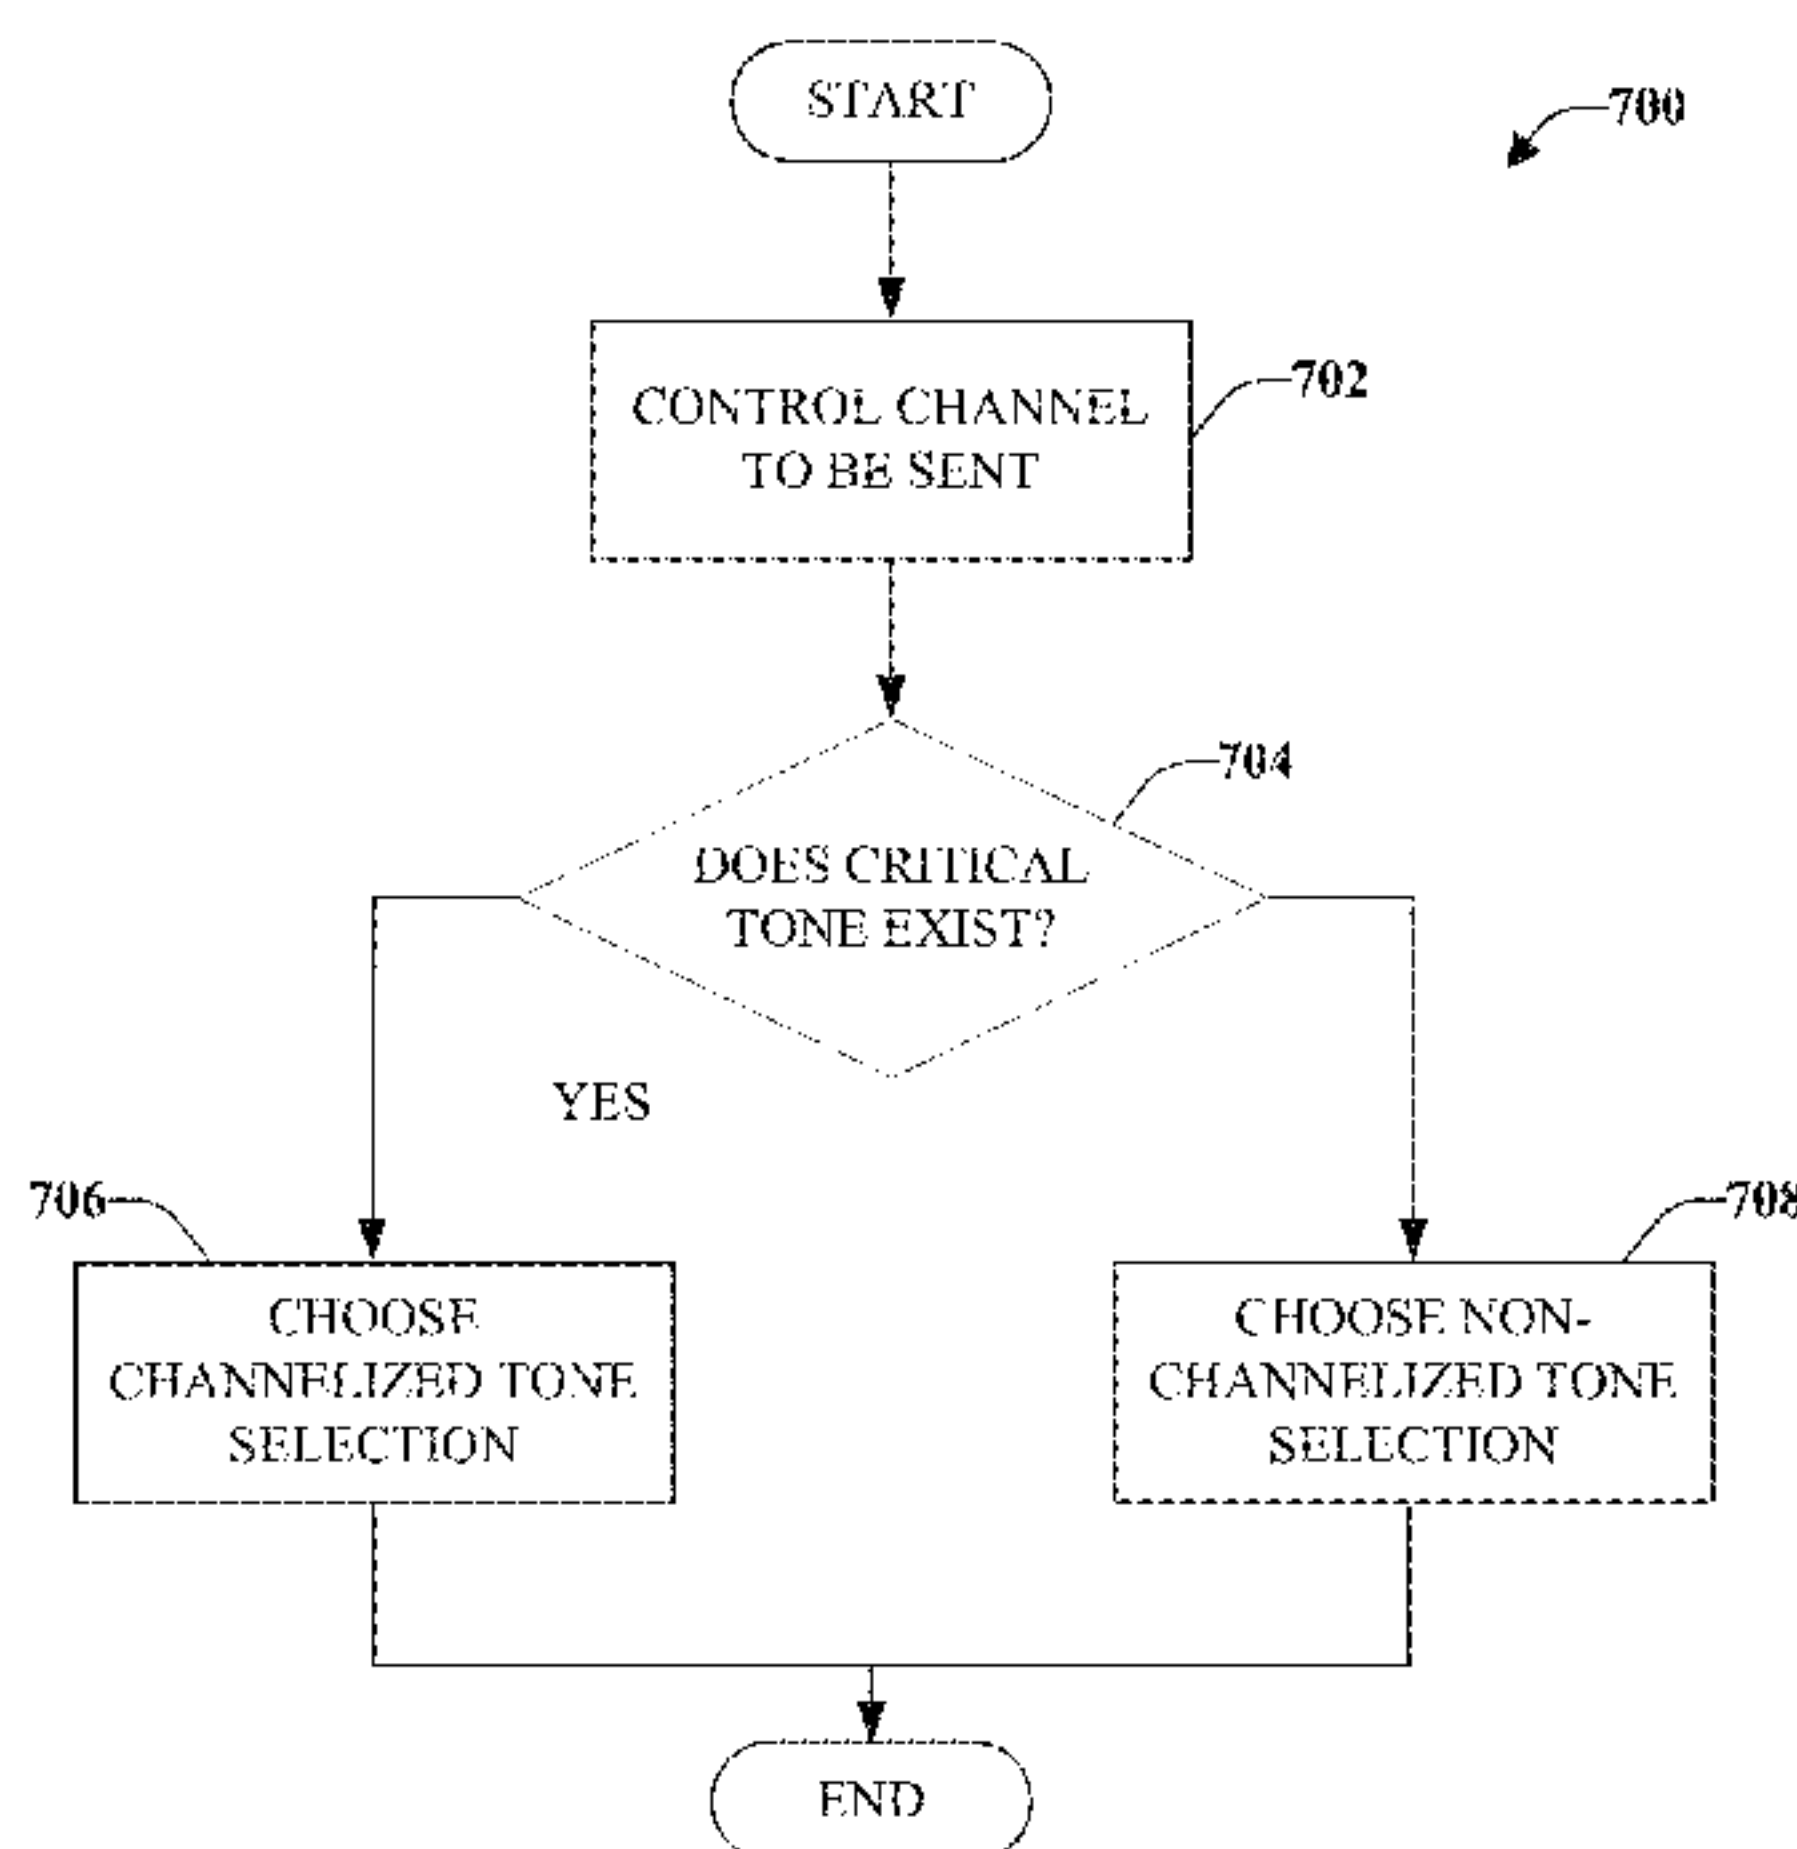 START
700
CONTROL CHANNEL
TO BE SENT
702
704
DOES CRITICAL
TONE EXIST?
YES
706
708
CHOOSE
CHANNELIZED TONE
SELECTION
CHOOSE NON-
CHANNELIZED TONE
SELECTION
END